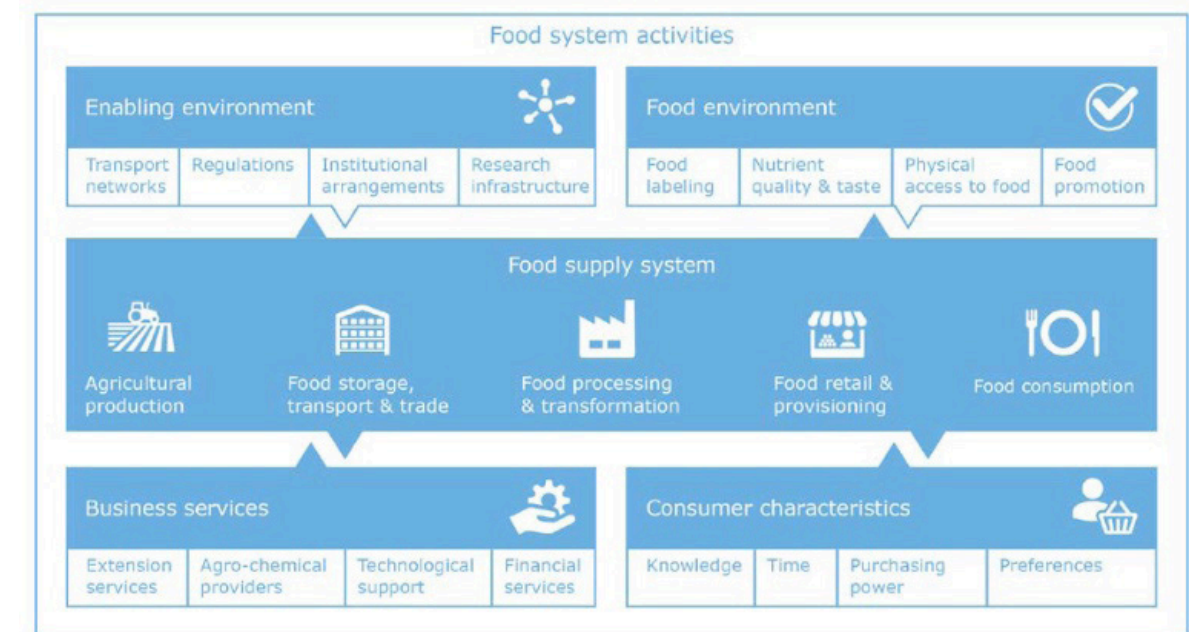 Food system activities
Enabling environment
Transport
networks
Regulations
Institutional
arrangements
Research
infrastructure
Food environment
Food
labeling
Nutrient
quality & taste
Physical
access to food
Food
promotion
Food supply system
Agricultural
production
Food storage,
transport & trade
Food processing
& transformation
Food retail &
provisioning
Food consumption
Business services
Extension
services
Agro-chemical
providers
Technological
support
Financial
services
Consumer characteristics
Knowledge
Time
Purchasing
power
Preferences